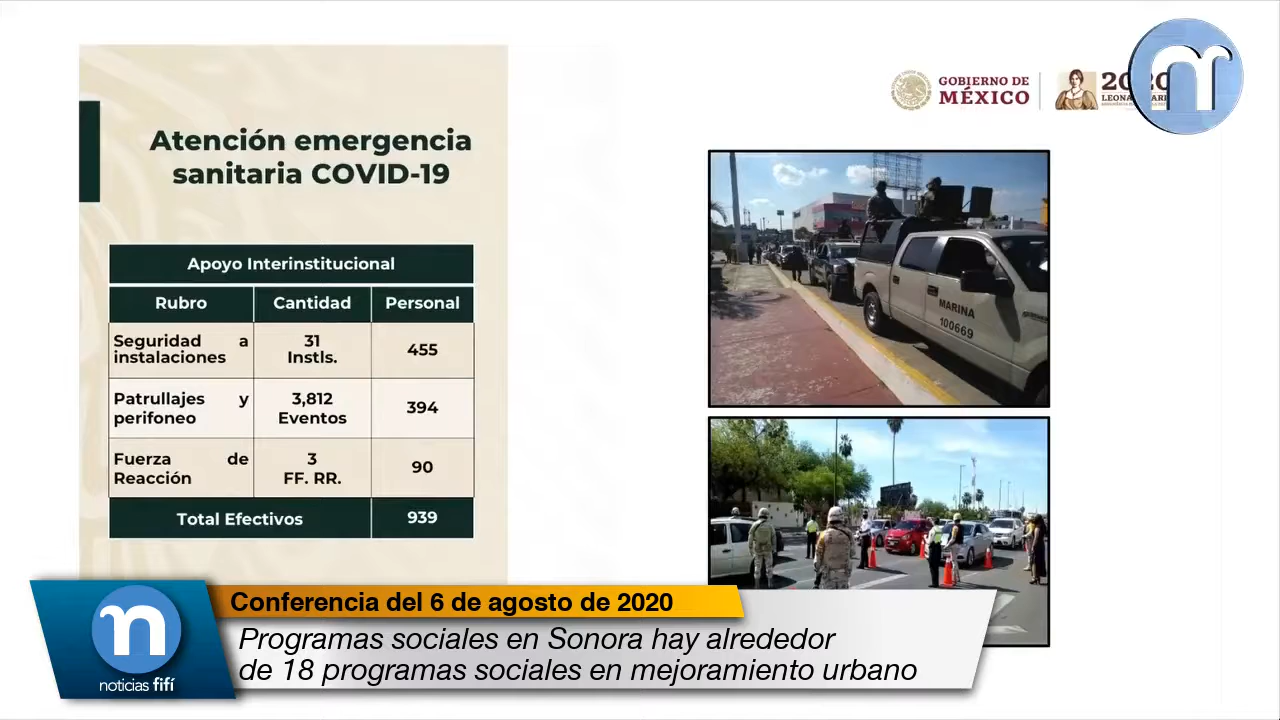 Atención emergencia
sanitaria COVID-19
Apoyo Interinstitucional
Rubro Cantidad Personal
Seguridad a
instalaciones
31
Instls.
455
Patrullajes y
perifoneo
3,812
Eventos
394
Fuerza de
Reacción
3
FF. RR.
90
Total Efectivos 939
GOBIERNO DE
MÉXICO
MARINA
100669
Conferencia del 6 de agosto de 2020
Programas sociales en Sonora hay alrededor
de 18 programas sociales en mejoramiento urbano
n
noticias fifí